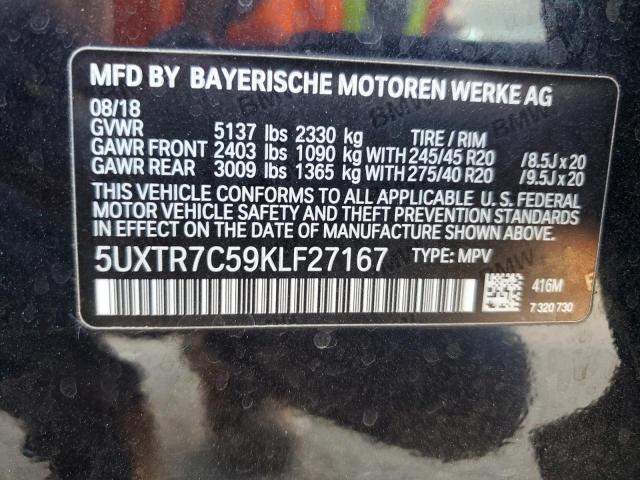 MFD BY BAYERISCHE MOTOREN WERKE AG
08/18
GVWR 5137 lbs 2330 kg TIRE / RIM
GAWR FRONT 2403 lbs 1090 kg WITH 245/45 R20 /8.5J x 20
GAWR REAR 3009 lbs 1365 kg WITH 275/40 R20 /9.5J x 20
THIS VEHICLE CONFORMS TO ALL APPLICABLE U. S. FEDERAL
MOTOR VEHICLE SAFETY AND THEFT PREVENTION STANDARDS
IN EFFECT ON THE DATE OF MANUFACTURE SHOWN ABOVE.
5UXTR7C59KLF27167 TYPE: MPV
416M
7 320 730